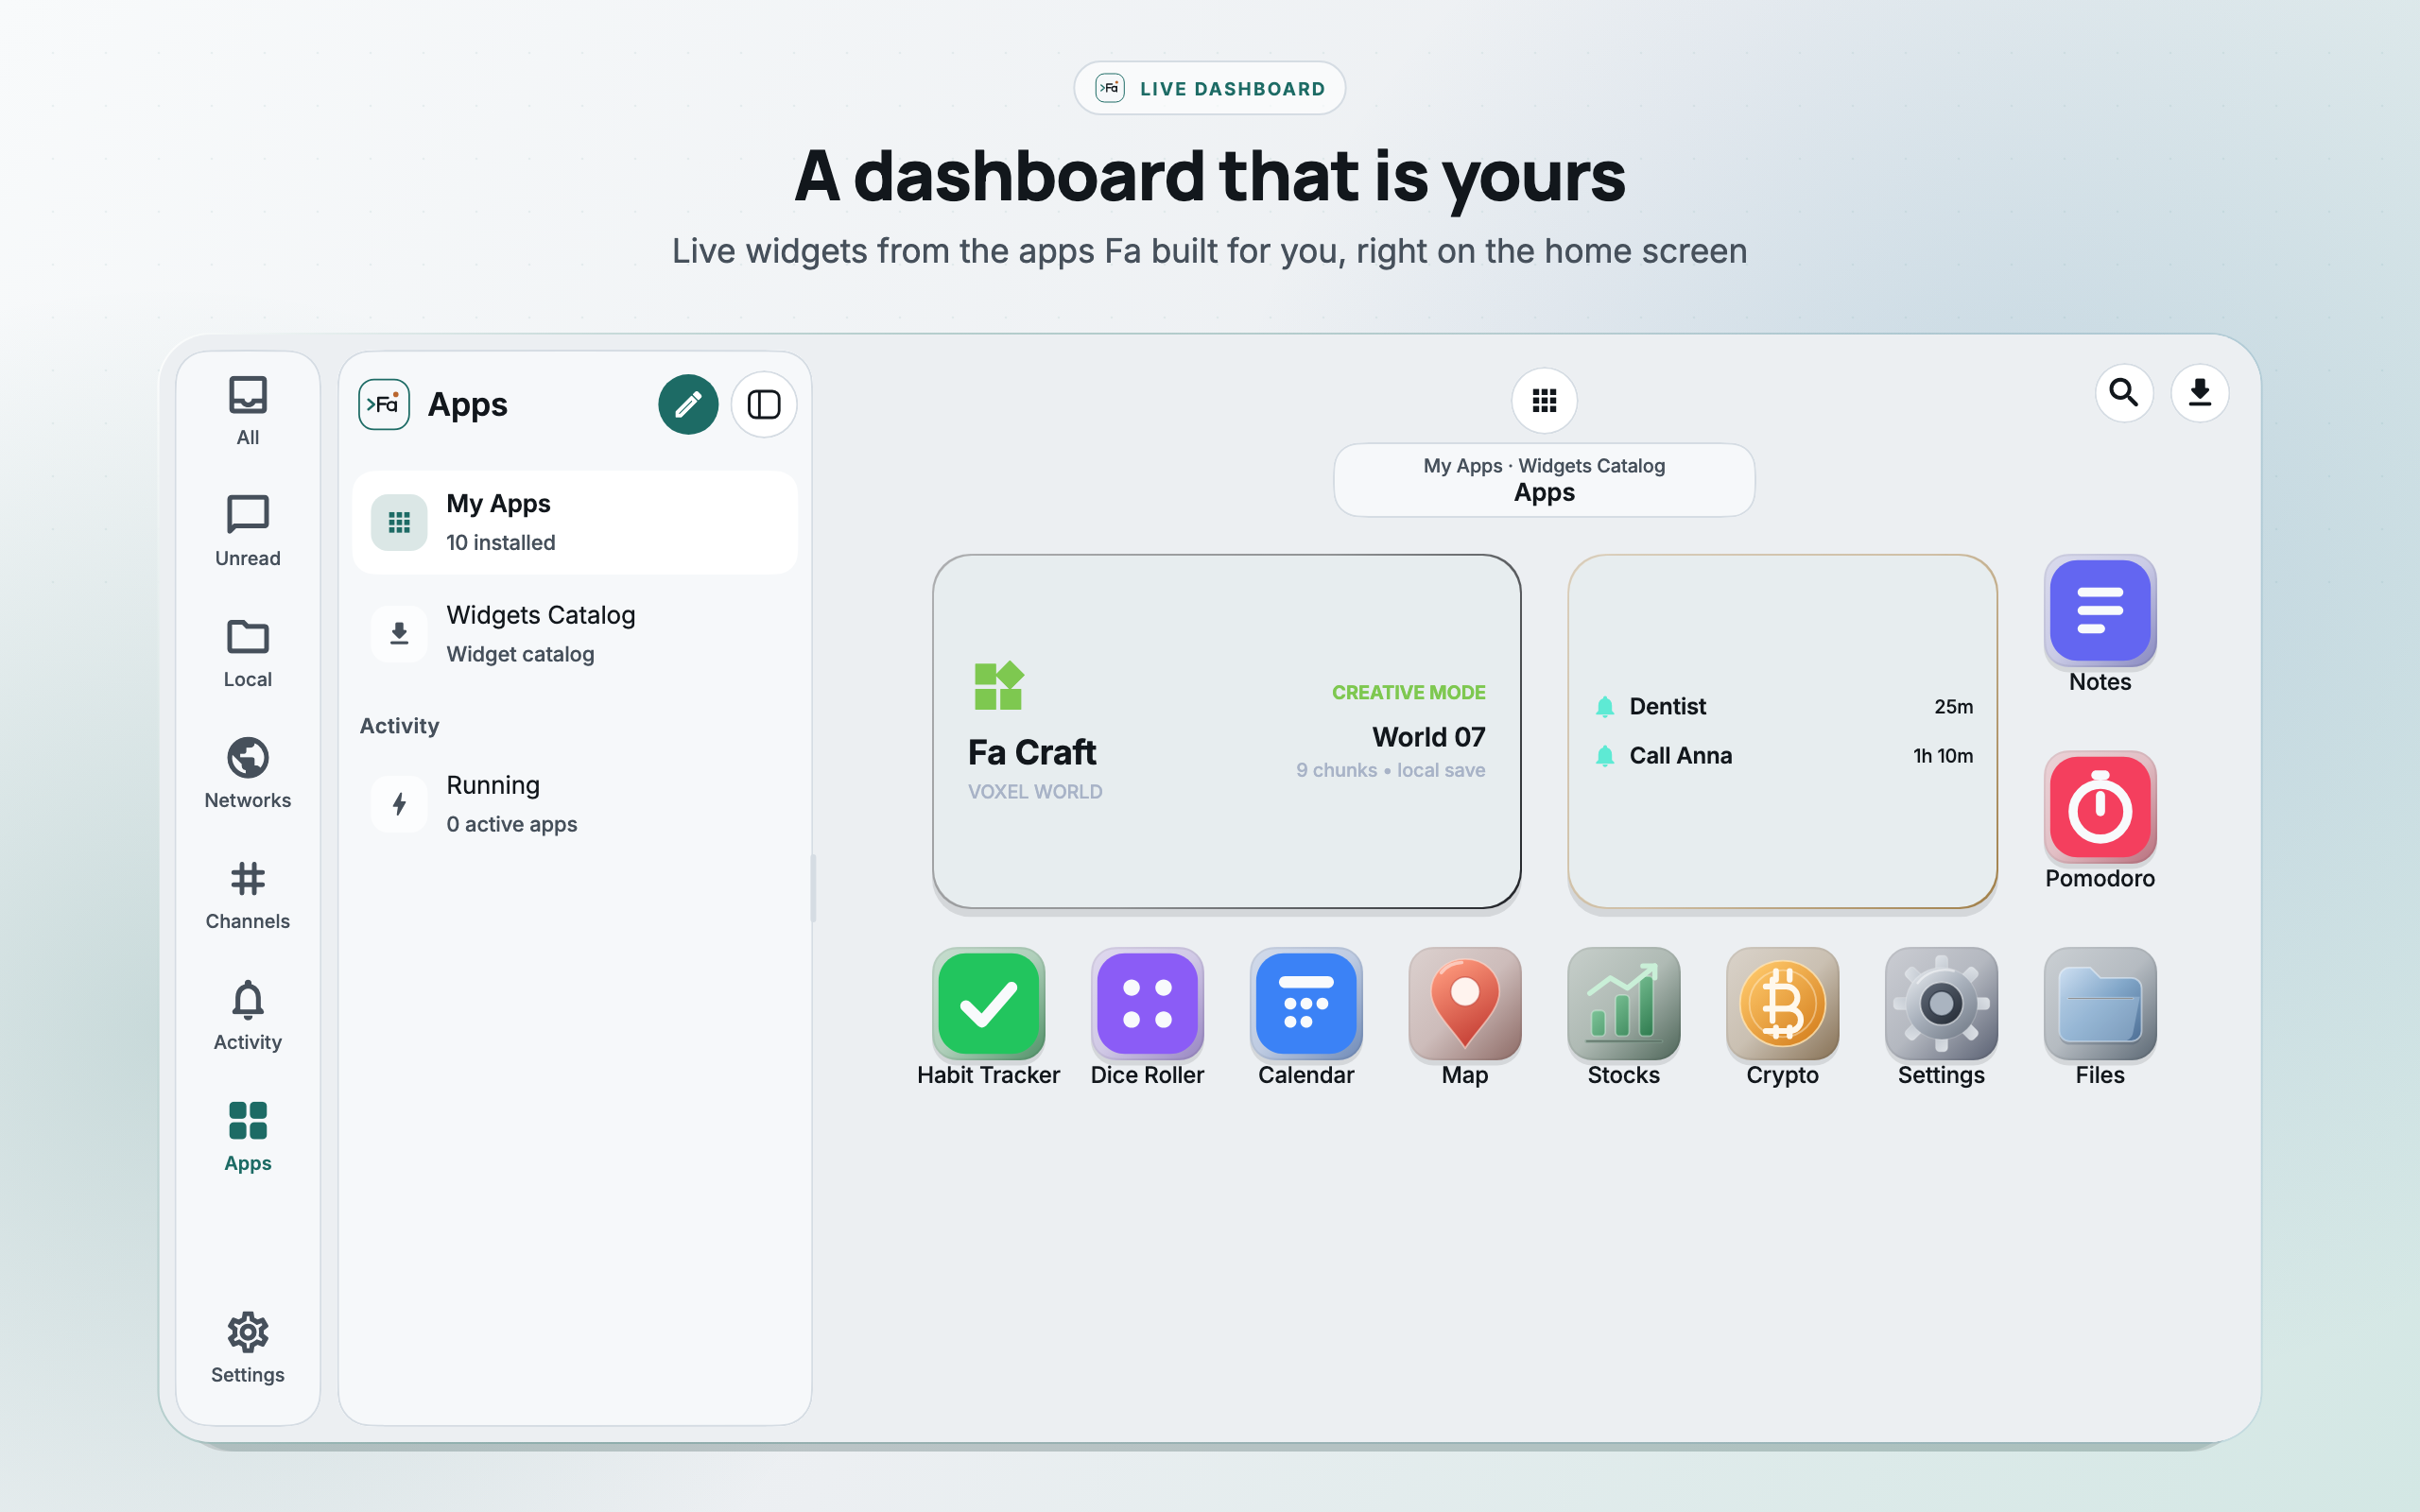 >Fa LIVE DASHBOARD
A dashboard that is yours
Live widgets from the apps Fa built for you, right on the home screen
All
Unread
Local
Networks
Channels
Activity
Apps
Settings
>Fa Apps
My Apps
10 installed
Widgets Catalog
Widget catalog
Activity
Running
0 active apps
My Apps · Widgets Catalog
Apps
Fa Craft
VOXEL WORLD
CREATIVE MODE
World 07
9 chunks • local save
Dentist 25m
Call Anna 1h 10m
Notes
Pomodoro
Habit Tracker
Dice Roller
Calendar
Map
Stocks
Crypto
Settings
Files